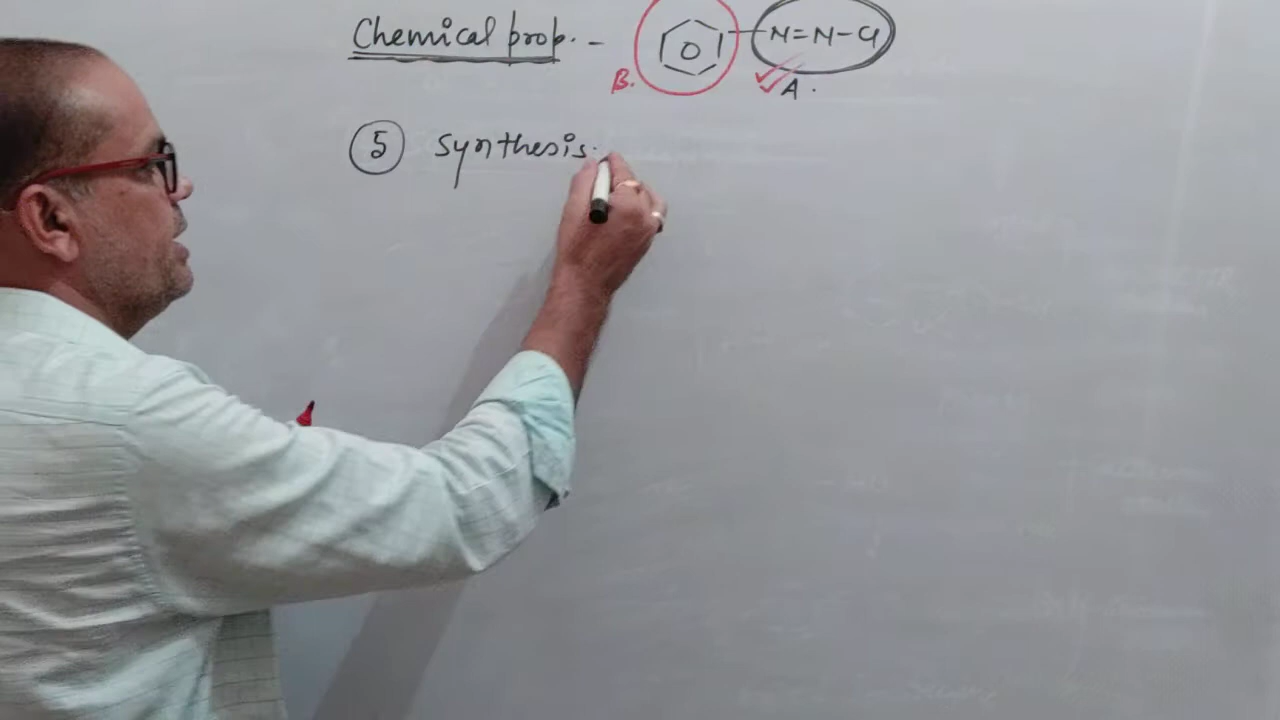 Chemical prop. - N=N-Cl
B. A.
5 Synthesis.